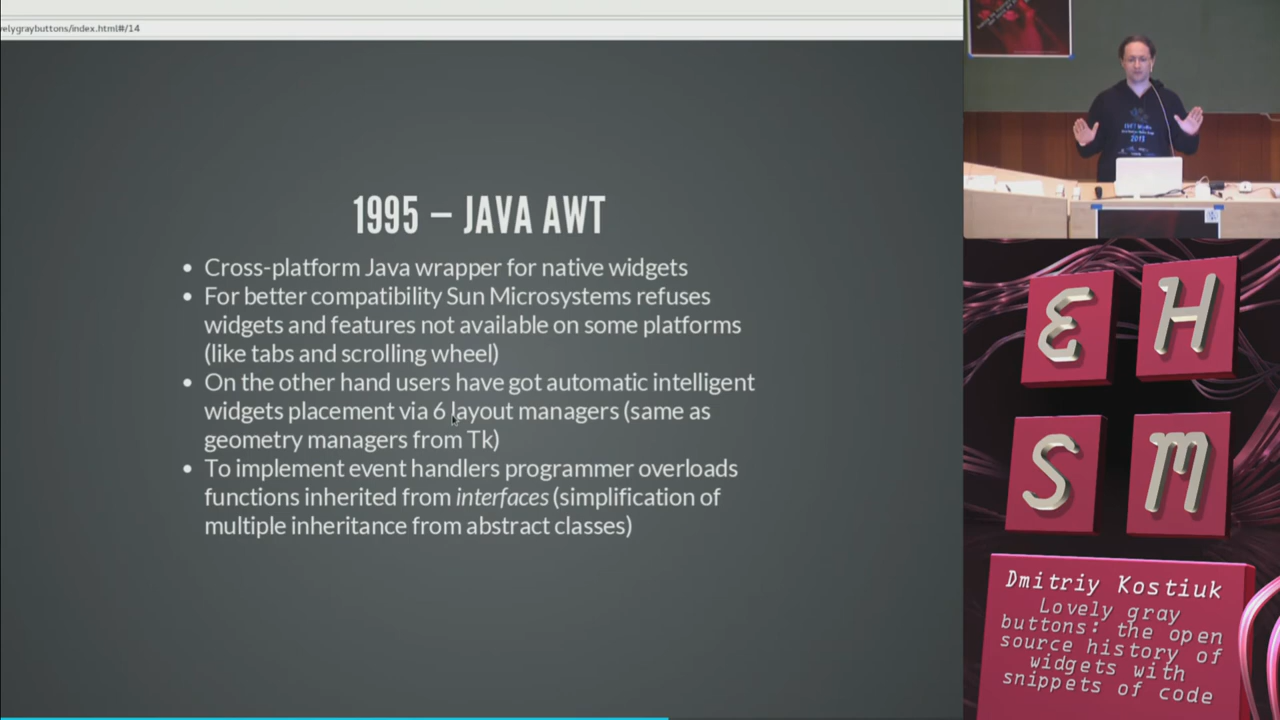 velygraybuttons/index.html#/14
1995 – JAVA AWT
• Cross-platform Java wrapper for native widgets
• For better compatibility Sun Microsystems refuses
widgets and features not available on some platforms
(like tabs and scrolling wheel)
• On the other hand users have got automatic intelligent
widgets placement via 6 layout managers (same as
geometry managers from Tk)
• To implement event handlers programmer overloads
functions inherited from interfaces (simplification of
multiple inheritance from abstract classes)
2013
EH
SM
Dmitriy Kostiuk
Lovely gray
buttons: the open
source history of
widgets with
snippets of code